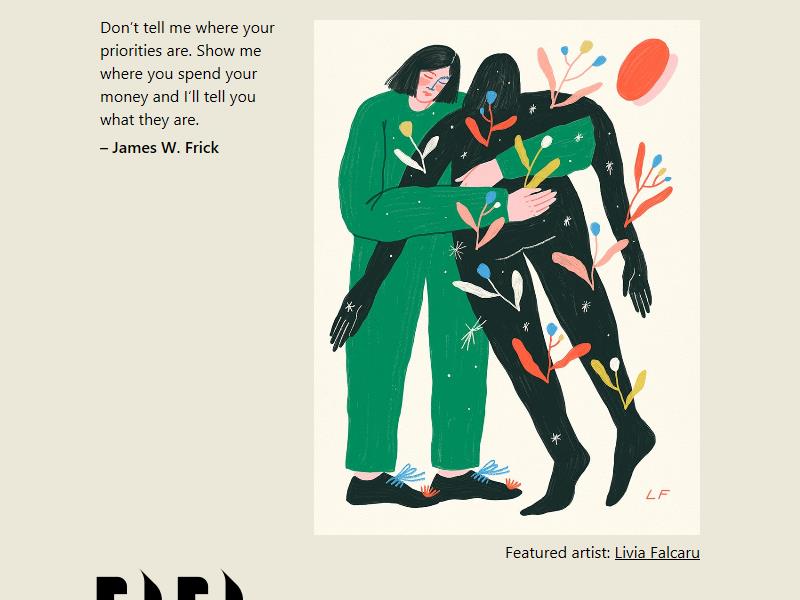 Don't tell me where your
priorities are. Show me
where you spend your
money and I'll tell you
what they are.
– James W. Frick
LF
Featured artist: Livia Falcaru